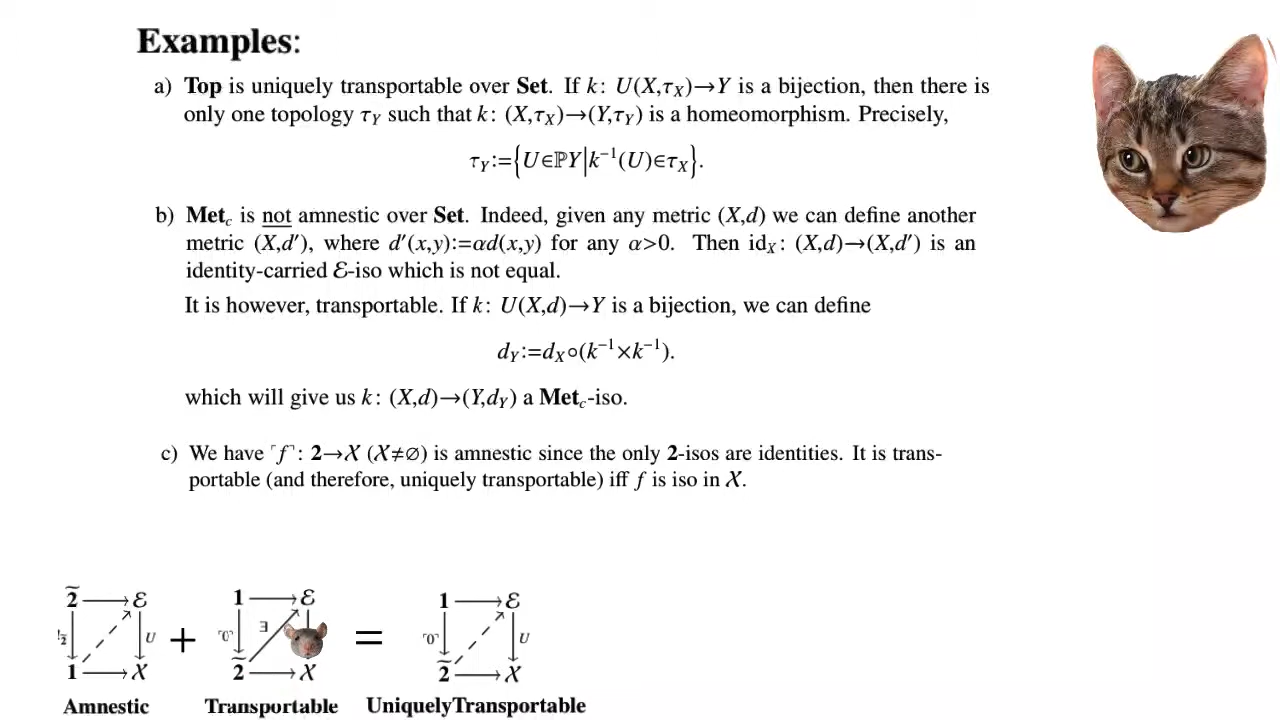 Examples:
a) Top is uniquely transportable over Set. If k: U(X,τ_X)→Y is a bijection, then there is
only one topology τ_Y such that k: (X,τ_X)→(Y,τ_Y) is a homeomorphism. Precisely,
τ_Y:={U∈ℙY|k⁻¹(U)∈τ_X}.
b) Met_c is not amnestic over Set. Indeed, given any metric (X,d) we can define another
metric (X,d′), where d′(x,y):=αd(x,y) for any α>0. Then id_X: (X,d)→(X,d′) is an
identity-carried ℰ-iso which is not equal.
It is however, transportable. If k: U(X,d)→Y is a bijection, we can define
d_Y:=d_X∘(k⁻¹×k⁻¹).
which will give us k: (X,d)→(Y,d_Y) a Met_c-iso.
c) We have ⌜f⌝: 2→𝒳 (𝒳≠∅) is amnestic since the only 2-isos are identities. It is trans-
portable (and therefore, uniquely transportable) iff f is iso in 𝒳.
2̃ → ℰ 1 → ℰ 1 → ℰ
!_2̃ U + ⌜0⌝ ∃ = ⌜0⌝ U
1 → 𝒳 2̃ → 𝒳 2̃ → 𝒳
Amnestic Transportable UniquelyTransportable